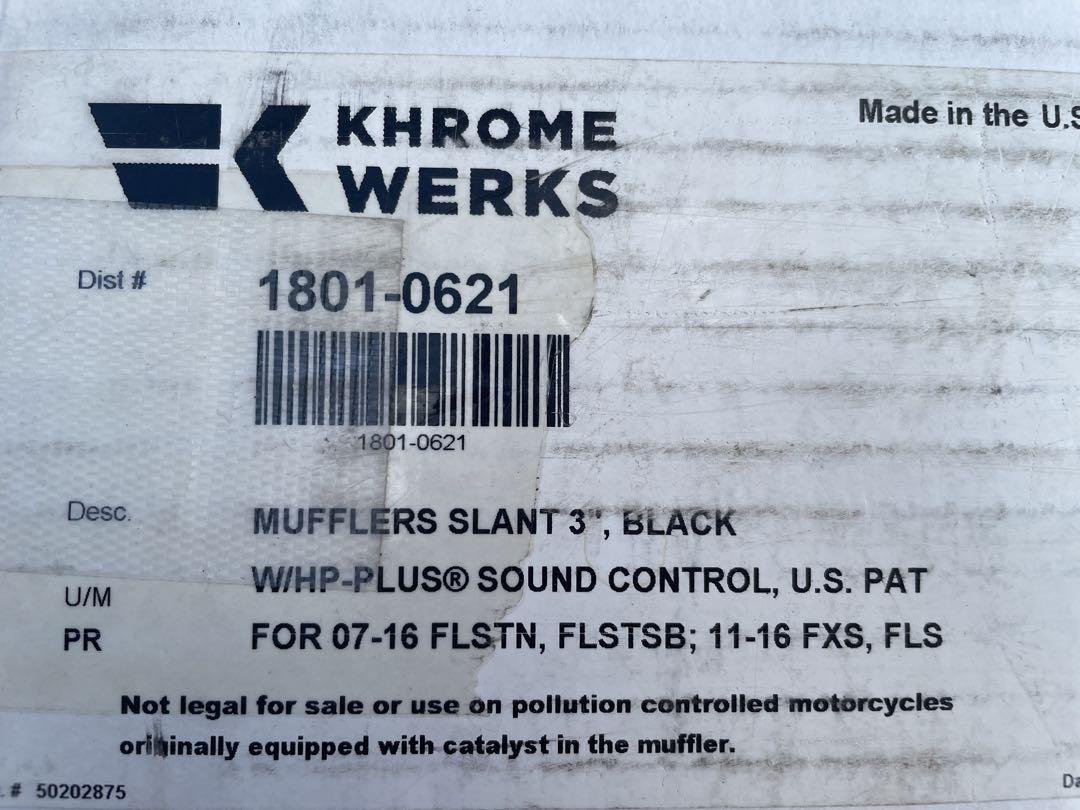 KHROME
WERKS
Made in the U.S
Dist # 1801-0621
1801-0621
Desc. MUFFLERS SLANT 3", BLACK
W/HP-PLUS® SOUND CONTROL, U.S. PAT
U/M
PR FOR 07-16 FLSTN, FLSTSB; 11-16 FXS, FLS
Not legal for sale or use on pollution controlled motorcycles
originally equipped with catalyst in the muffler.
. # 50202875
Da